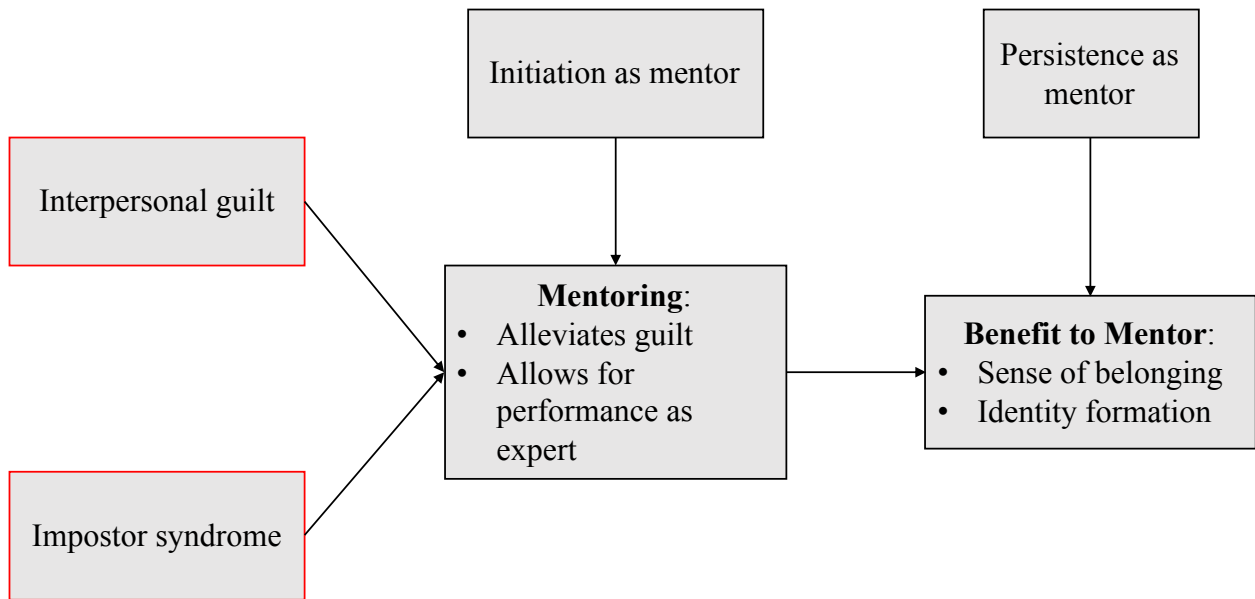 Initiation as mentor
Persistence as
mentor
Interpersonal guilt
Mentoring:
• Alleviates guilt
• Allows for
performance as
expert
Benefit to Mentor:
• Sense of belonging
• Identity formation
Impostor syndrome